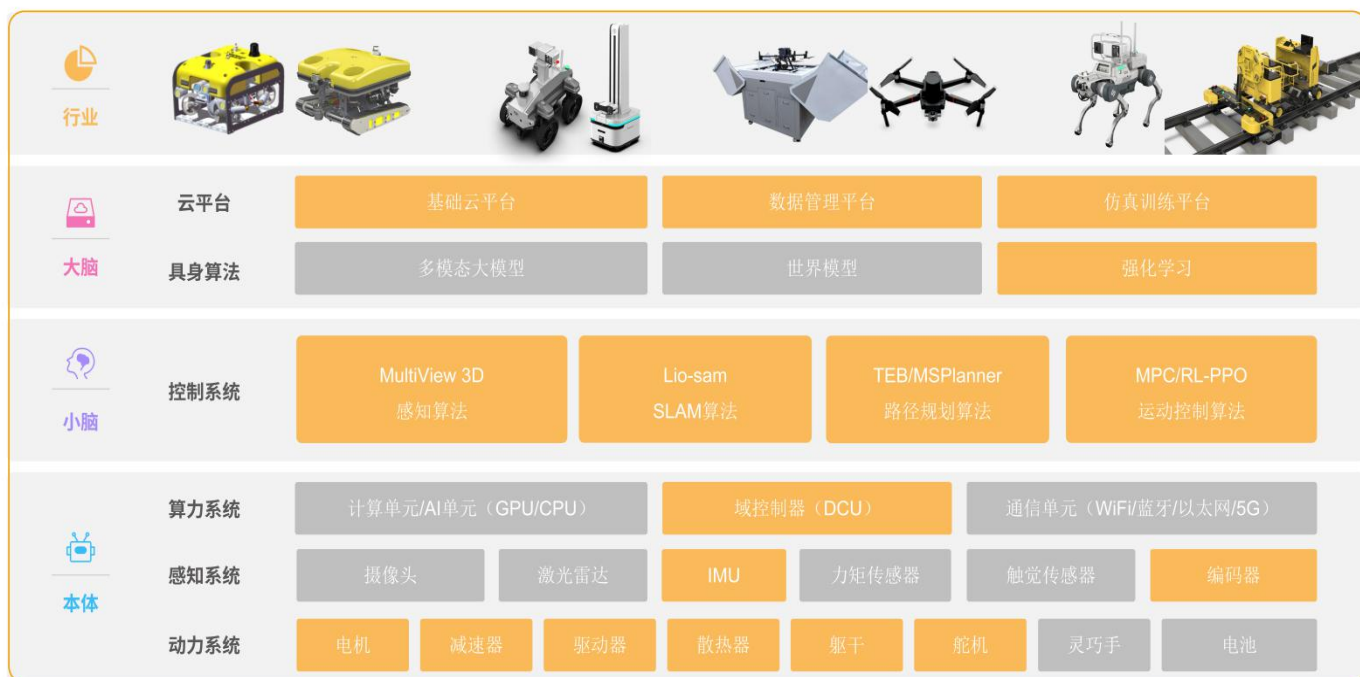 行业
大脑
云平台
基础云平台
数据管理平台
仿真训练平台
具身算法
多模态大模型
世界模型
强化学习
小脑
控制系统
MultiView 3D
感知算法
Lio-sam
SLAM算法
TEB/MSPlanner
路径规划算法
MPC/RL-PPO
运动控制算法
本体
算力系统
计算单元/AI单元（GPU/CPU）
域控制器（DCU）
通信单元（WiFi/蓝牙/以太网/5G）
感知系统
摄像头
激光雷达
IMU
力矩传感器
触觉传感器
编码器
动力系统
电机
减速器
驱动器
散热器
躯干
舵机
灵巧手
电池